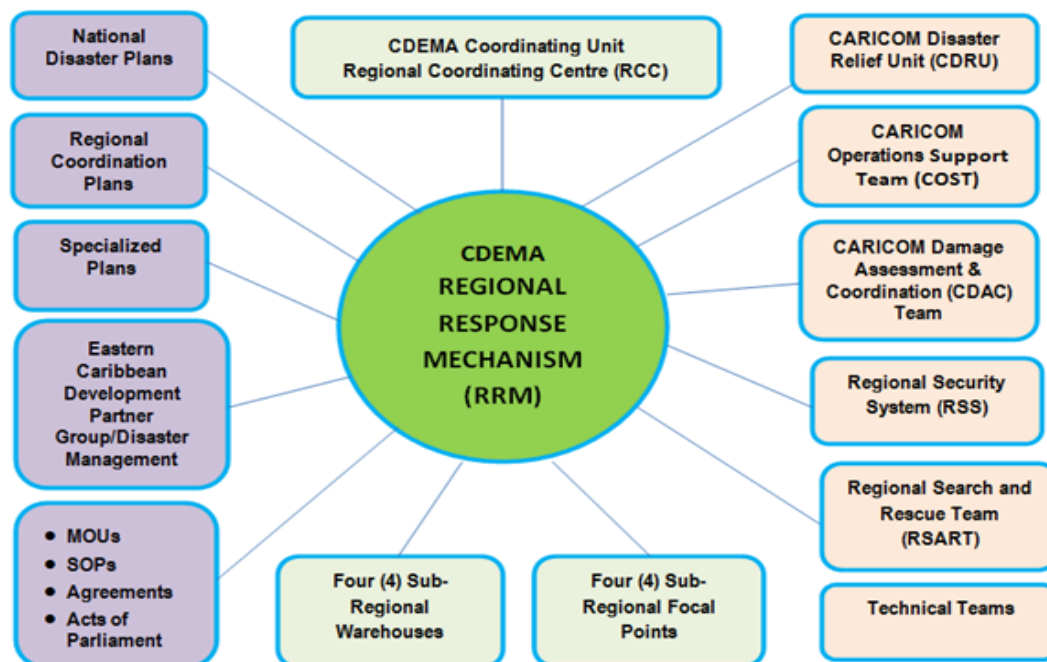 National
Disaster Plans
Regional
Coordination
Plans
Specialized
Plans
Eastern
Caribbean
Development
Partner
Group/Disaster
Management
● MOUs
● SOPs
● Agreements
● Acts of
Parliament
CDEMA Coordinating Unit
Regional Coordinating Centre (RCC)
CDEMA
REGIONAL
RESPONSE
MECHANISM
(RRM)
Four (4) Sub-
Regional
Warehouses
Four (4) Sub-
Regional Focal
Points
CARICOM Disaster
Relief Unit (CDRU)
CARICOM
Operations Support
Team (COST)
CARICOM Damage
Assessment &
Coordination (CDAC)
Team
Regional Security
System (RSS)
Regional Search and
Rescue Team
(RSART)
Technical Teams